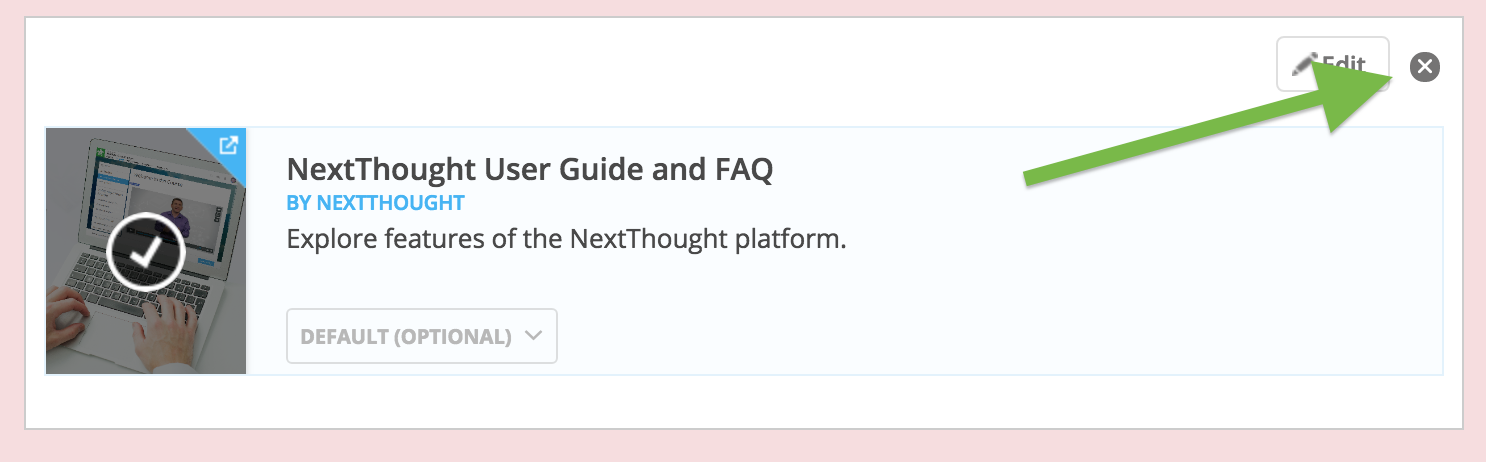 Edit
NextThought User Guide and FAQ
BY NEXTTHOUGHT
Explore features of the NextThought platform.
DEFAULT (OPTIONAL)